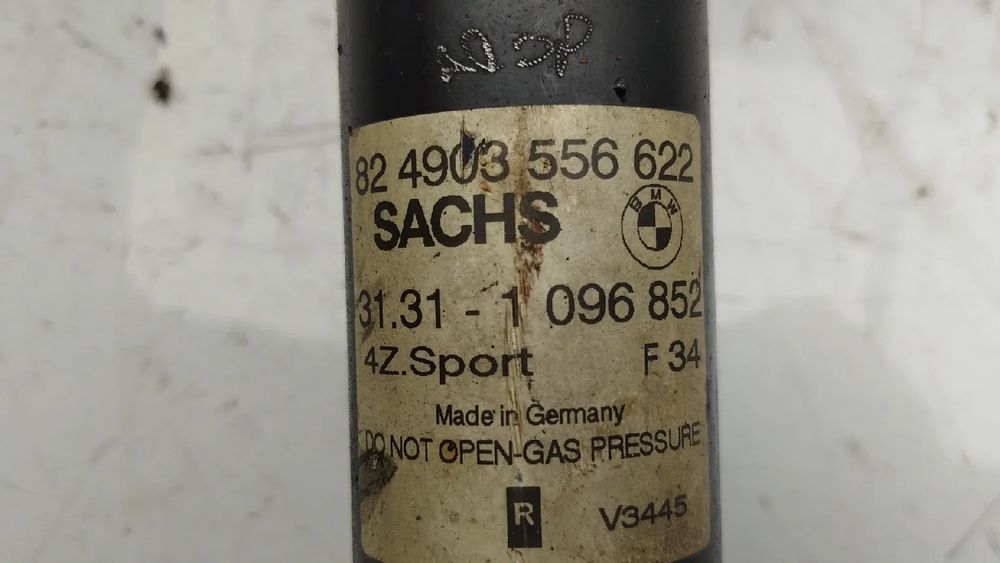 82 4903 556 622
SACHS
BMW
31.31 - 1 096 852
4Z.Sport F 34
Made in Germany
DO NOT OPEN-GAS PRESSURE
R
V3445